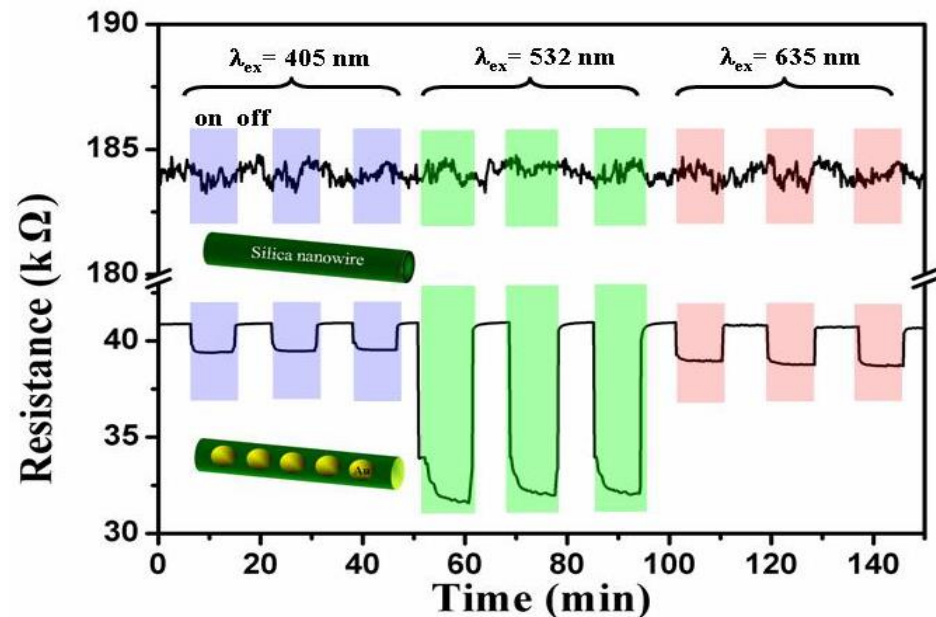 190
λex= 405 nm
λex= 532 nm
λex= 635 nm
on off
185
Silica nanowire
180
40
35
Au
30
0
20
40
60
80
100
120
140
Resistance (k Ω)
Time (min)